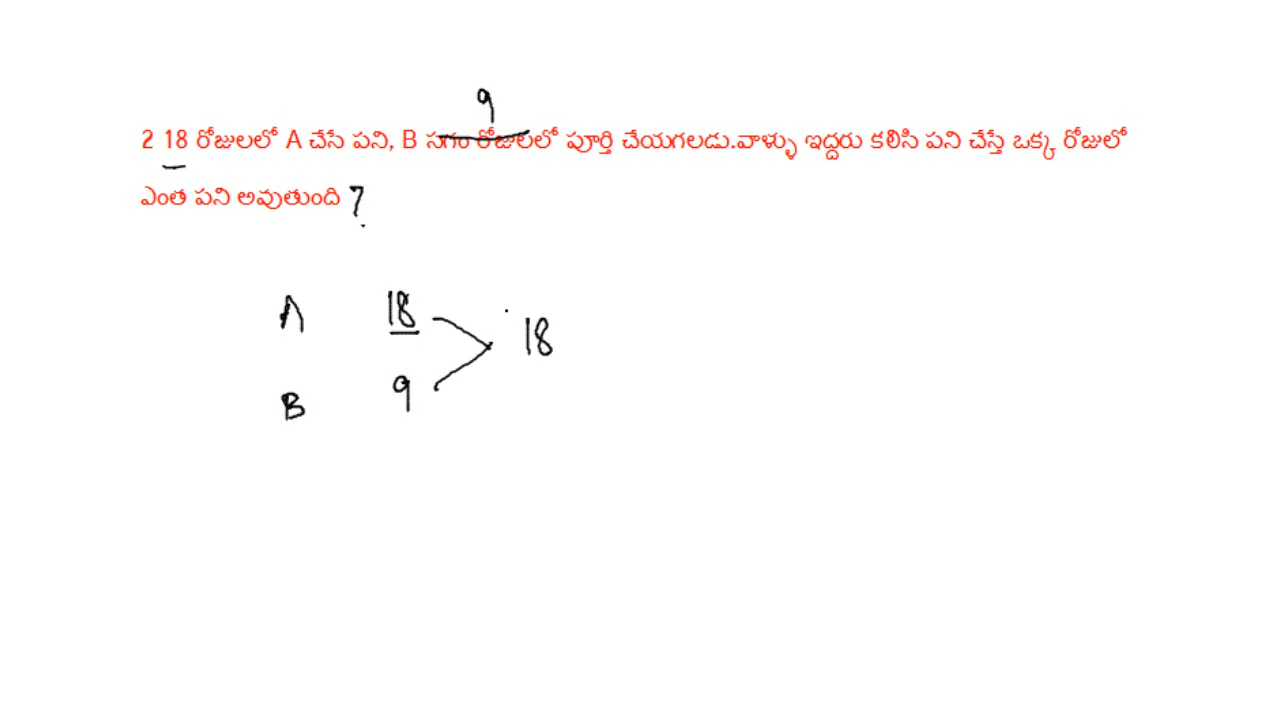 9
2 18 రోజులలో A చేసే పని, B సగం రోజులలో పూర్తి చేయగలడు.వాళ్ళు ఇద్దరు కలిసి పని చేస్తే ఒక్క రోజులో
ఎంత పని అవుతుంది ?
A 18
18
B 9